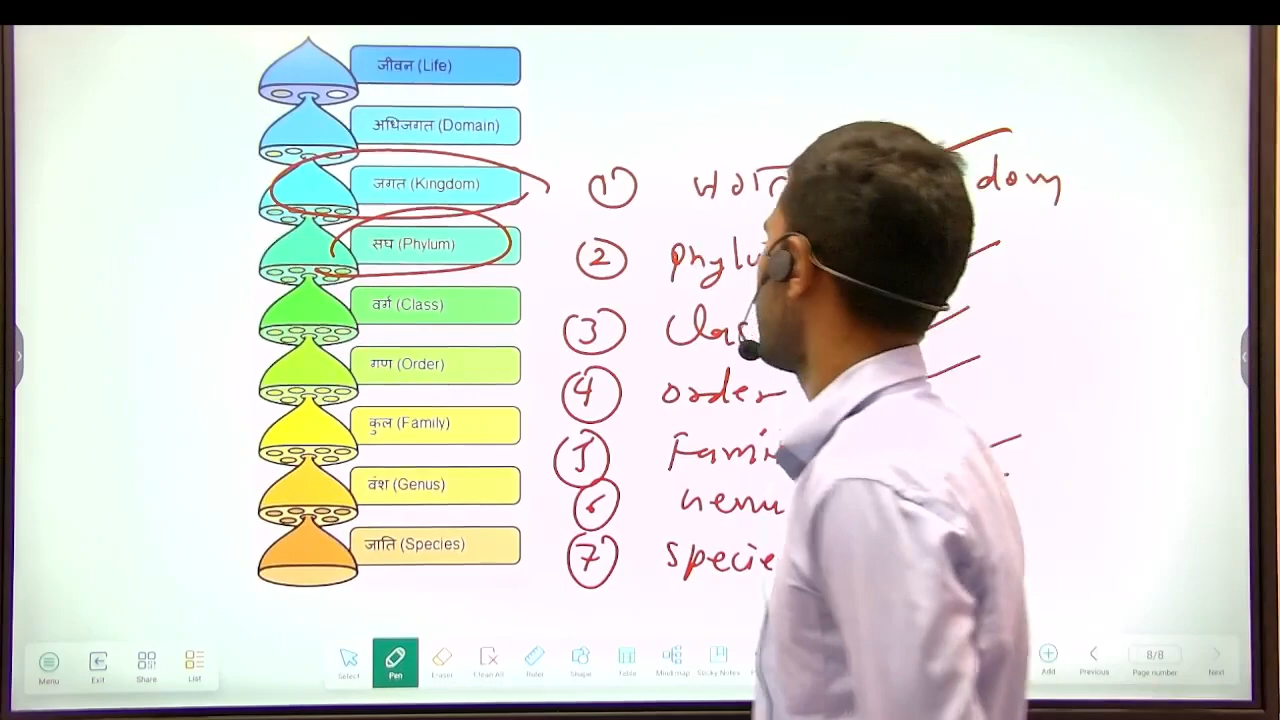 जीवन (Life)
अधिजगत (Domain)
जगत (Kingdom)
संघ (Phylum)
वर्ग (Class)
गण (Order)
कुल (Family)
वंश (Genus)
जाति (Species)
1 dom
2 phylu
3 Clas
4 order
5 Fami
6 Genu
7 Specie
Menu Exit Share List Select Pen Eraser Clean All Ruler Shape Table Mind map Sticky Notes Add Previous Page number Next
8/8